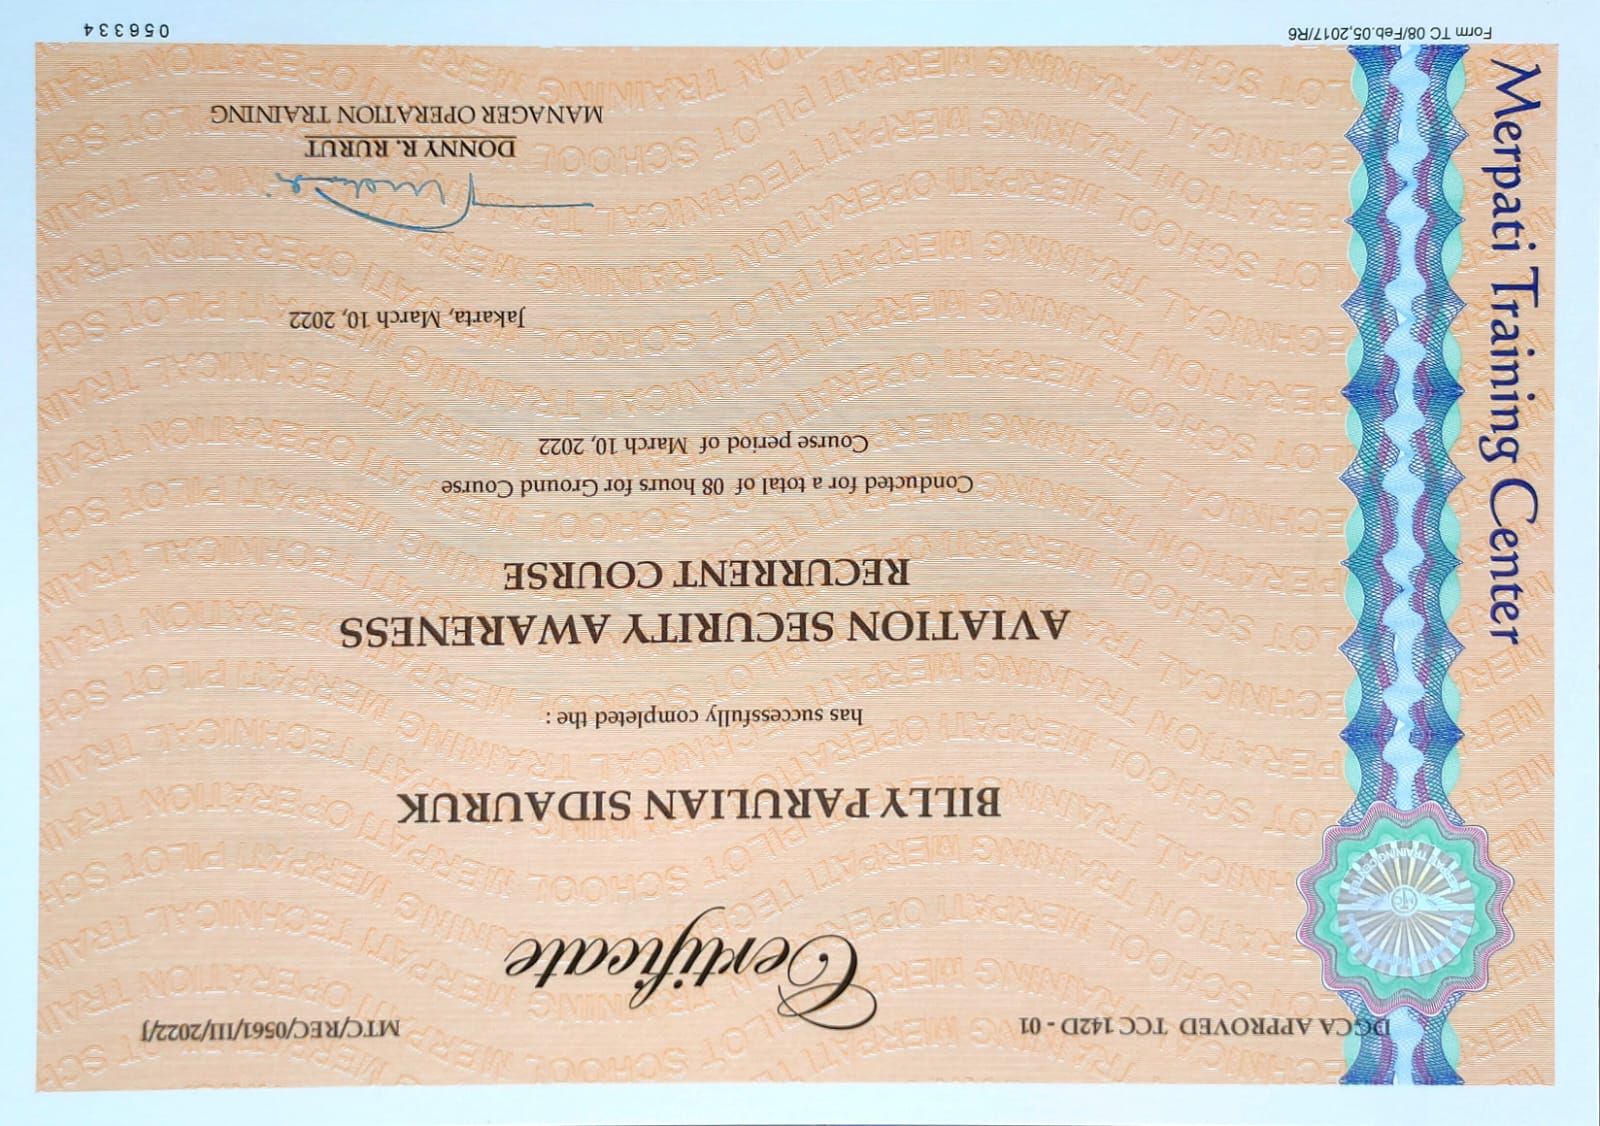 DGCA APPROVED TCC 142D - 01
MTC/REC/0561/III/2022/J
Certificate
BILLY PARULIAN SIDAURUK
has successfully completed the :
AVIATION SECURITY AWARENESS
RECURRENT COURSE
Conducted for a total of 08 hours for Ground Course
Course period of March 10, 2022
Jakarta, March 10, 2022
DONNY R. RURUT
MANAGER OPERATION TRAINING
Merpati Training Center
Form TC 08/Feb.05,2017/R6
056334